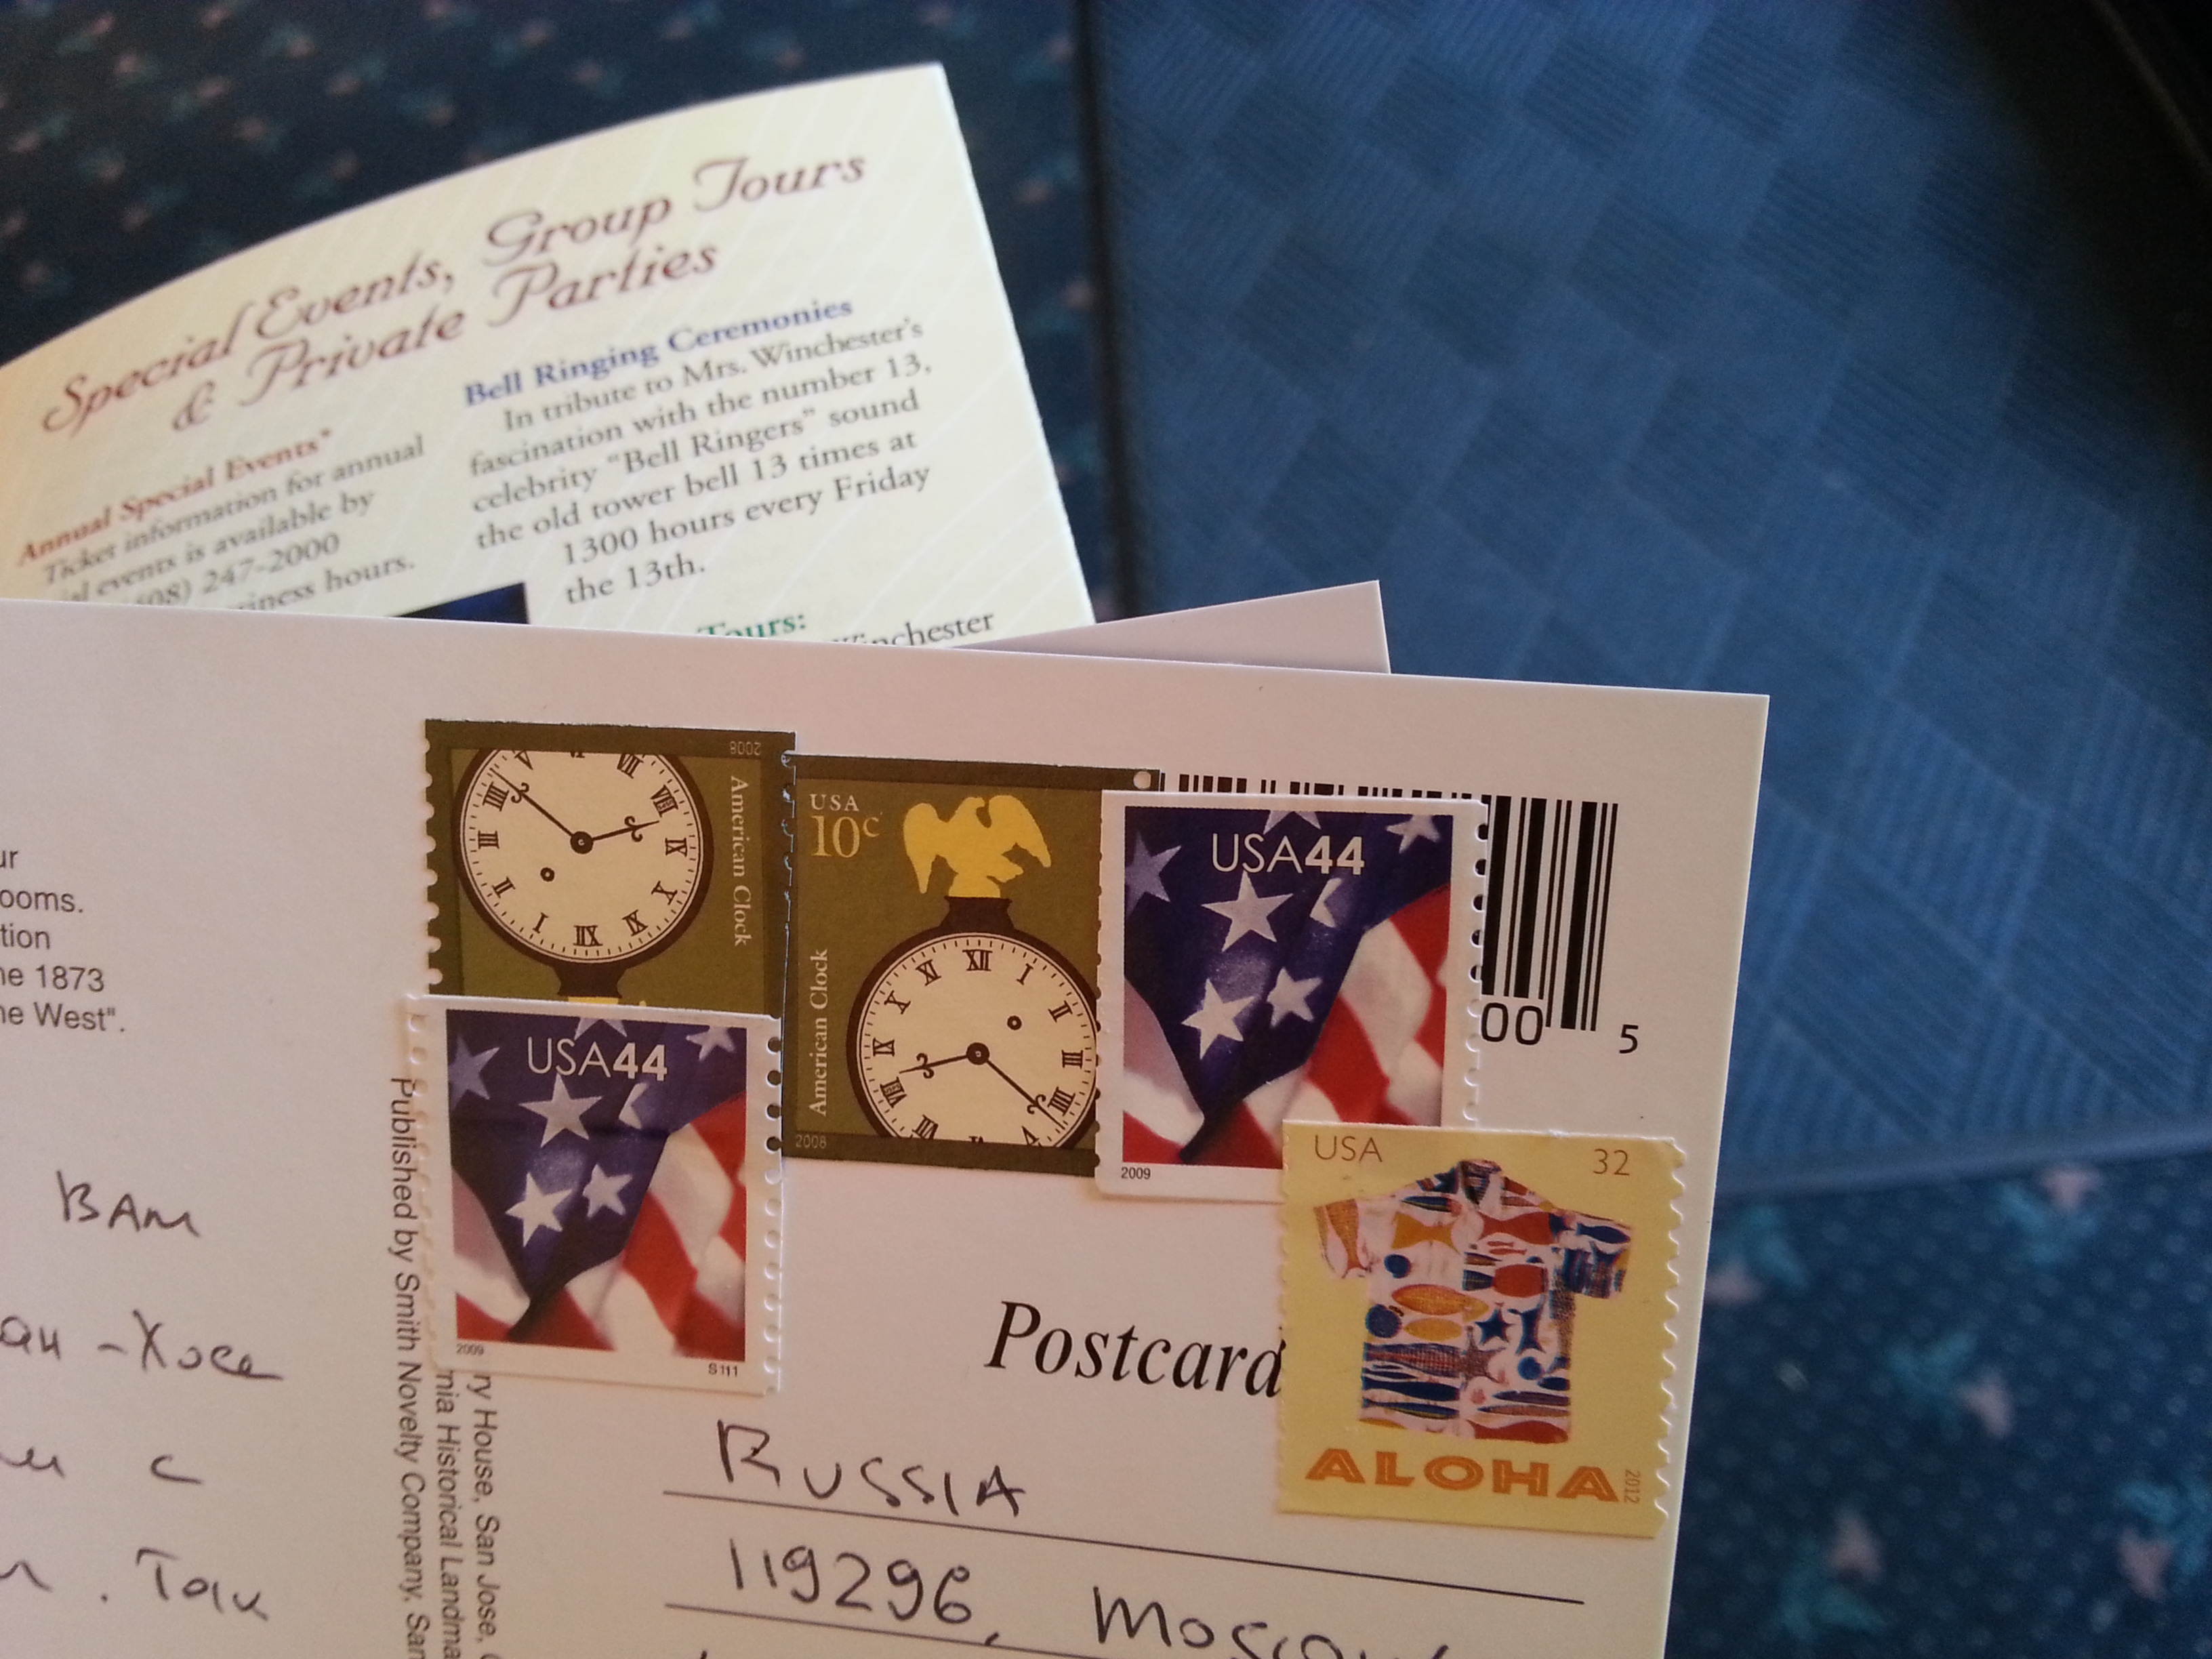 Special Events, Group Tours
& Private Parties
Annual Special Events*
Ticket information for annual
events is available by
247-2000
hours.
Bell Ringing Ceremonies
In tribute to Mrs. Winchester's
fascination with the number 13,
celebrity "Bell Ringers" sound
the old tower bell 13 times at
1300 hours every Friday
the 13th.
Tours:
Winchester
ur
ooms.
tion
ne 1873
he West".
2008
American Clock
USA
10c
American Clock
2008
USA44
2009
00 5
USA44
2009
S111
USA 32
ALOHA
2012
Postcard
Published by Smith Novelty Company, San
nia Historical Landma
ry House, San Jose,
Вам
ан-Хосе
с
. Так
RUSSIA
119296, Moscow